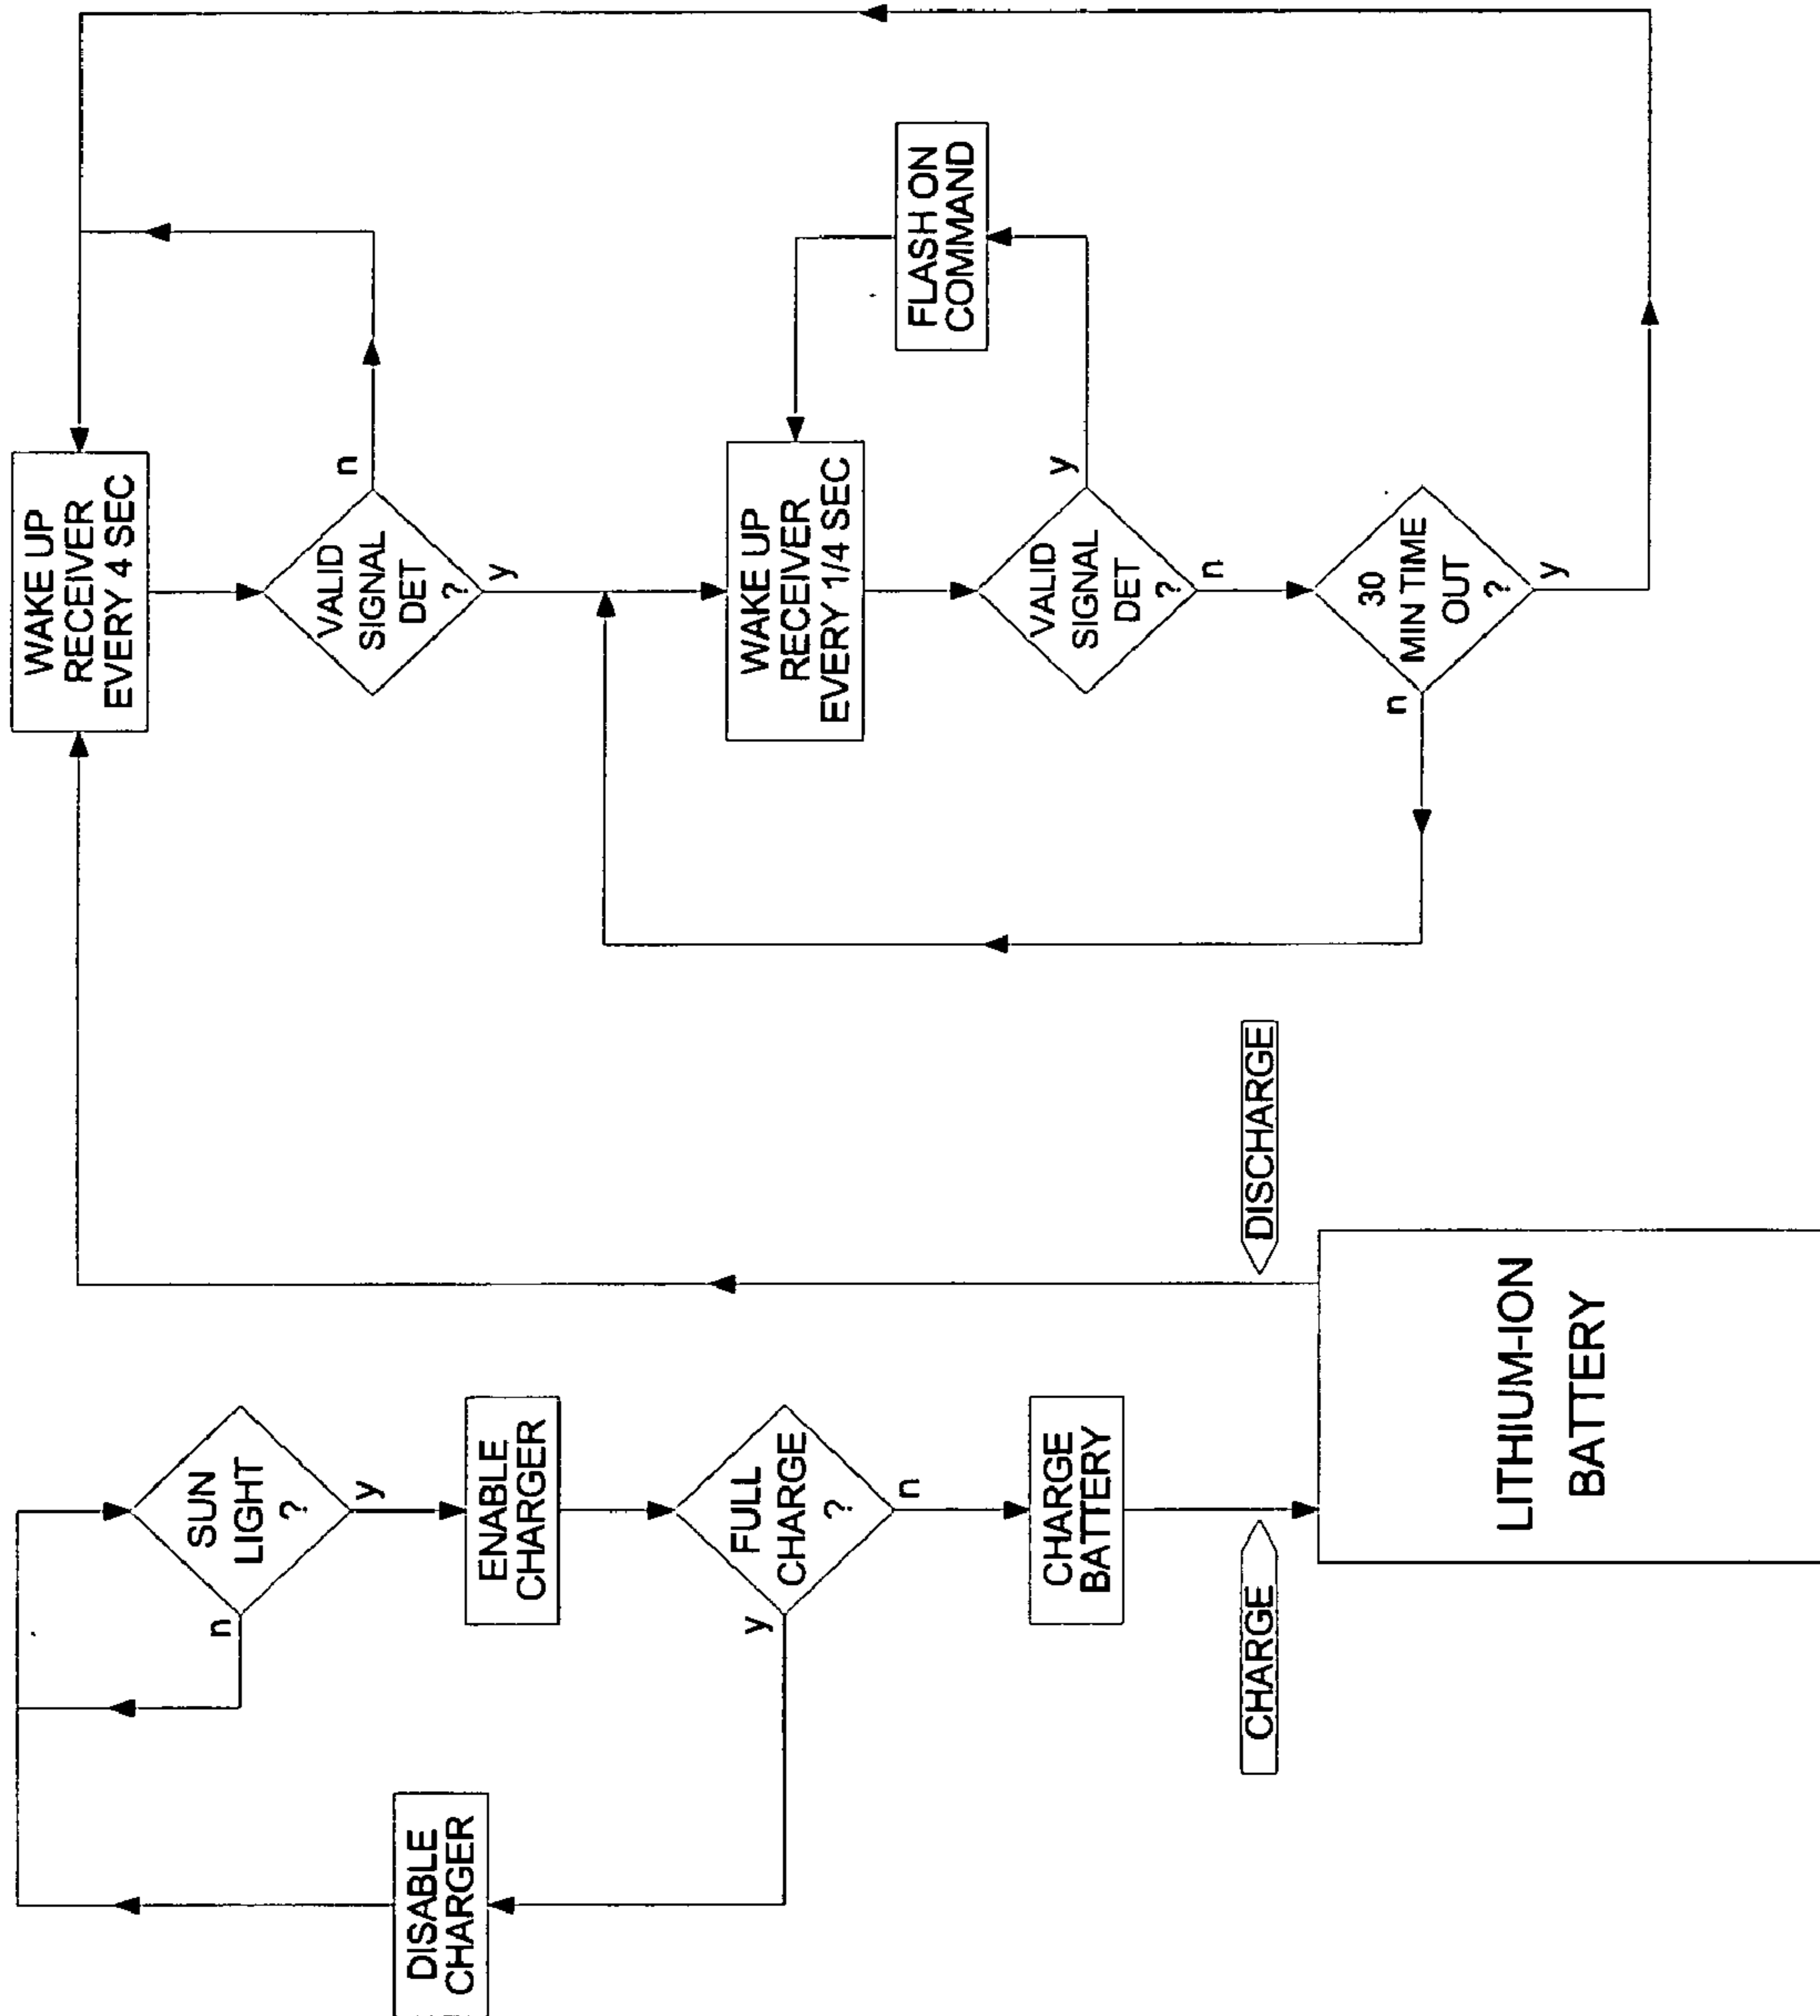 SUN
LIGHT
?
n
y
ENABLE
CHARGER
FULL
CHARGE
?
y
n
DISABLE
CHARGER
CHARGE
BATTERY
CHARGE
DISCHARGE
LITHIUM-ION
BATTERY
WAKE UP
RECEIVER
EVERY 4 SEC
VALID
SIGNAL
DET
?
n
y
WAKE UP
RECEIVER
EVERY 1/4 SEC
FLASH ON
COMMAND
VALID
SIGNAL
DET
?
y
n
30
MIN TIME
OUT
?
n
y